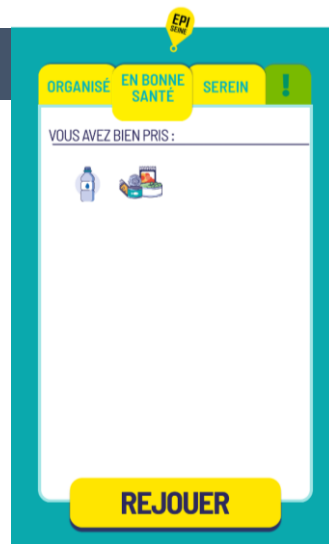 EPI
SEINE
ORGANISÉ
EN BONNE
SANTÉ
SEREIN
!
VOUS AVEZ BIEN PRIS :
REJOUER